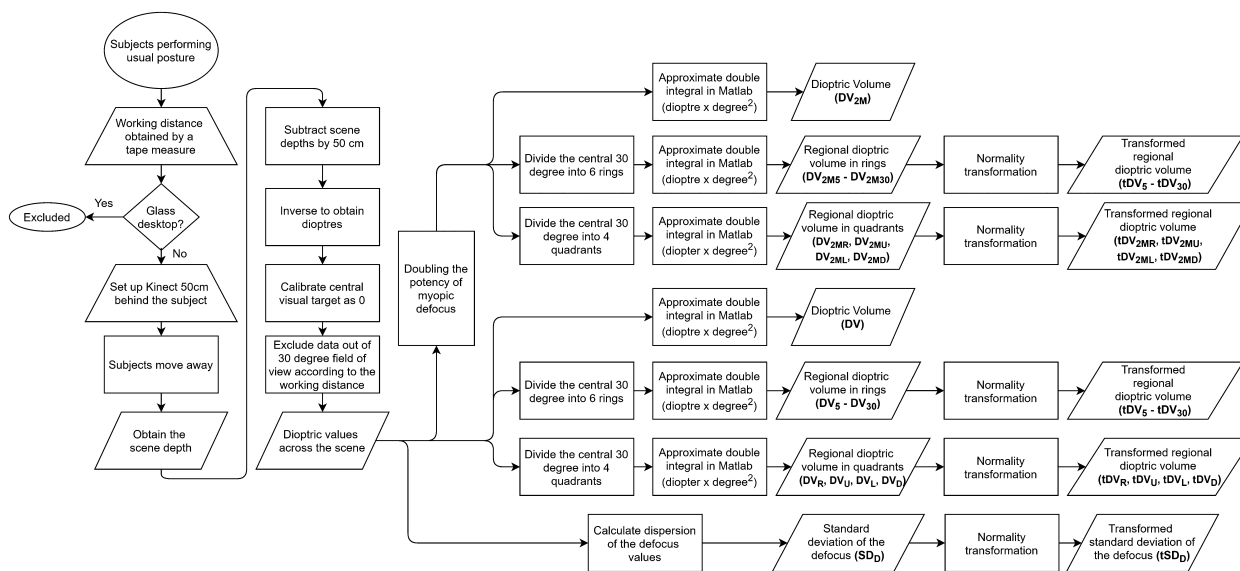 Subjects performing
usual posture
Working distance
obtained by a
tape measure
Yes
Glass
desktop?
Excluded
No
Set up Kinect 50cm
behind the subject
Subjects move away
Obtain the
scene depth
Subtract scene
depths by 50 cm
Inverse to obtain
dioptres
Calibrate central
visual target as 0
Exclude data out of
30 degree field of
view according to the
working distance
Dioptric values
across the scene
Doubling the
potency of
myopic defocus
Approximate double
integral in Matlab
(dioptre x degree²)
Dioptric Volume
(DV₂M)
Divide the central 30
degree into 6 rings
Approximate double
integral in Matlab
(dioptre x degree²)
Regional dioptric
volume in rings
(DV₂M₅ - DV₂M₃₀)
Normality
transformation
Transformed
regional
dioptric
volume
(tDV₅ - tDV₃₀)
Divide the central 30
degree into 4
quadrants
Approximate double
integral in Matlab
(diopter x degree²)
Regional dioptric
volume in quadrants
(DV₂MR, DV₂MU,
DV₂ML, DV₂MD)
Normality
transformation
Transformed regional
dioptric volume
(tDV₂MR, tDV₂MU,
tDV₂ML, tDV₂MD)
Approximate double
integral in Matlab
(dioptre x degree²)
Dioptric Volume
(DV)
Divide the central 30
degree into 6 rings
Approximate double
integral in Matlab
(dioptre x degree²)
Regional dioptric
volume in rings
(DV₅ - DV₃₀)
Normality
transformation
Transformed
regional
dioptric
volume
(tDV₅ - tDV₃₀)
Divide the central 30
degree into 4
quadrants
Approximate double
integral in Matlab
(diopter x degree²)
Regional dioptric
volume in quadrants
(DVR, DVU, DVL, DVD)
Normality
transformation
Transformed regional
dioptric volume
(tDVR, tDVU, tDVL, tDVD)
Calculate dispersion
of the defocus
values
Standard
deviation of the
defocus (SDD)
Normality
transformation
Transformed
standard deviation
of the defocus (tSDD)